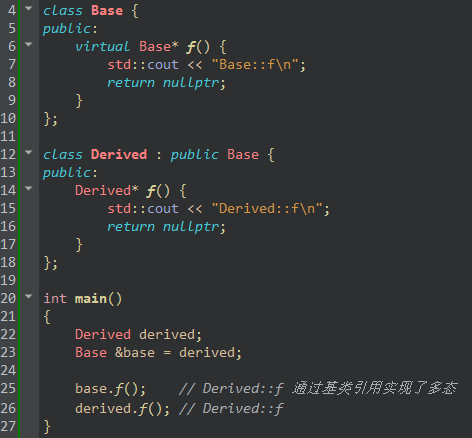 4 class Base {
5 public:
6     virtual Base* f() {
7         std::cout << "Base::f\n";
8         return nullptr;
9     }
10 };
11
12 class Derived : public Base {
13 public:
14     Derived* f() {
15         std::cout << "Derived::f\n";
16         return nullptr;
17     }
18 };
19
20 int main()
21 {
22     Derived derived;
23     Base &base = derived;
24
25     base.f();    // Derived::f 通过基类引用实现了多态
26     derived.f(); // Derived::f
27 }